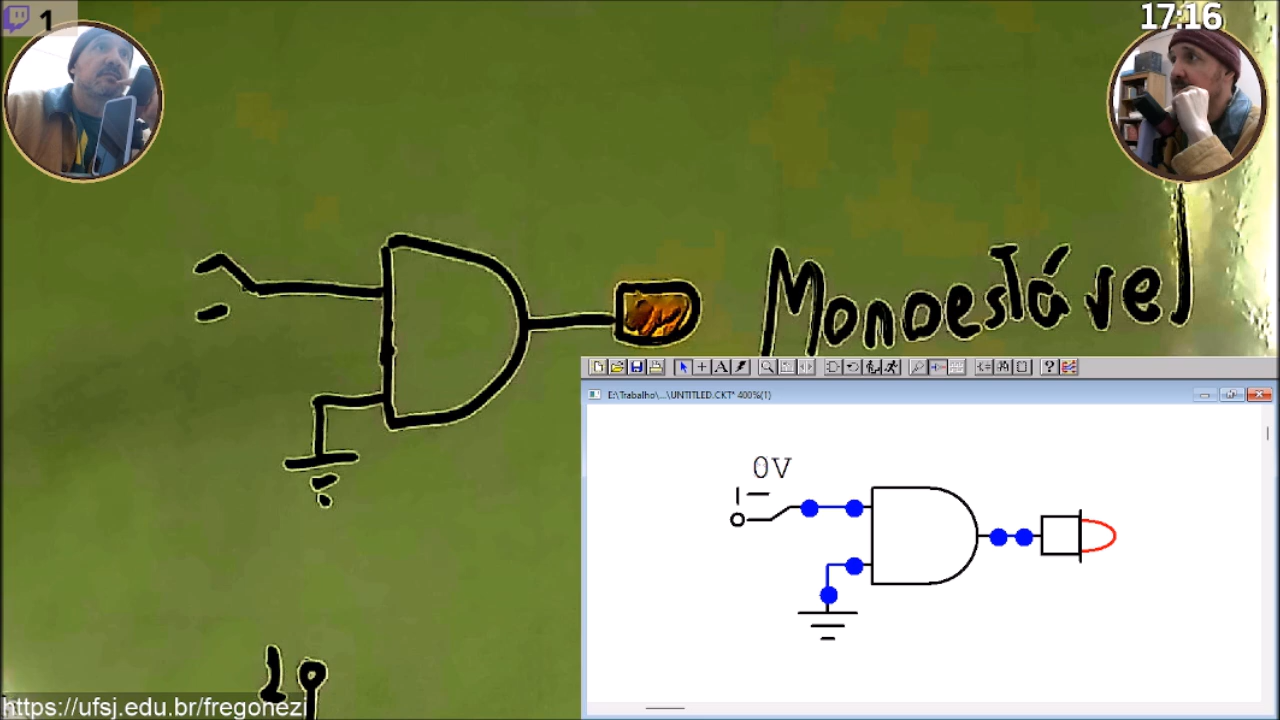 1
17:16
Monoestável
E:\Trabalho\...\UNTITLED.CKT* 400%(1)
0V
https://ufsj.edu.br/fregonezi